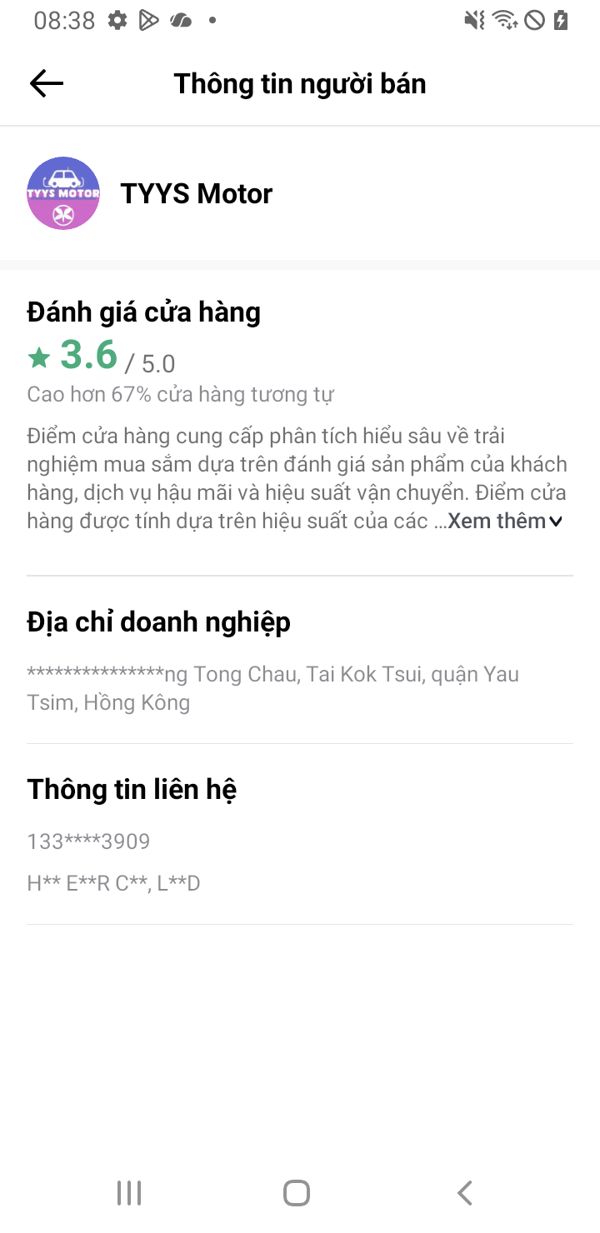 08:38
Thông tin người bán
TYYS MOTOR
TYYS Motor
Đánh giá cửa hàng
3.6 / 5.0
Cao hơn 67% cửa hàng tương tự
Điểm cửa hàng cung cấp phân tích hiểu sâu về trải
nghiệm mua sắm dựa trên đánh giá sản phẩm của khách
hàng, dịch vụ hậu mãi và hiệu suất vận chuyển. Điểm cửa
hàng được tính dựa trên hiệu suất của các ...Xem thêm
Địa chỉ doanh nghiệp
***************ng Tong Chau, Tai Kok Tsui, quận Yau
Tsim, Hồng Kông
Thông tin liên hệ
133****3909
H** E**R C**, L**D